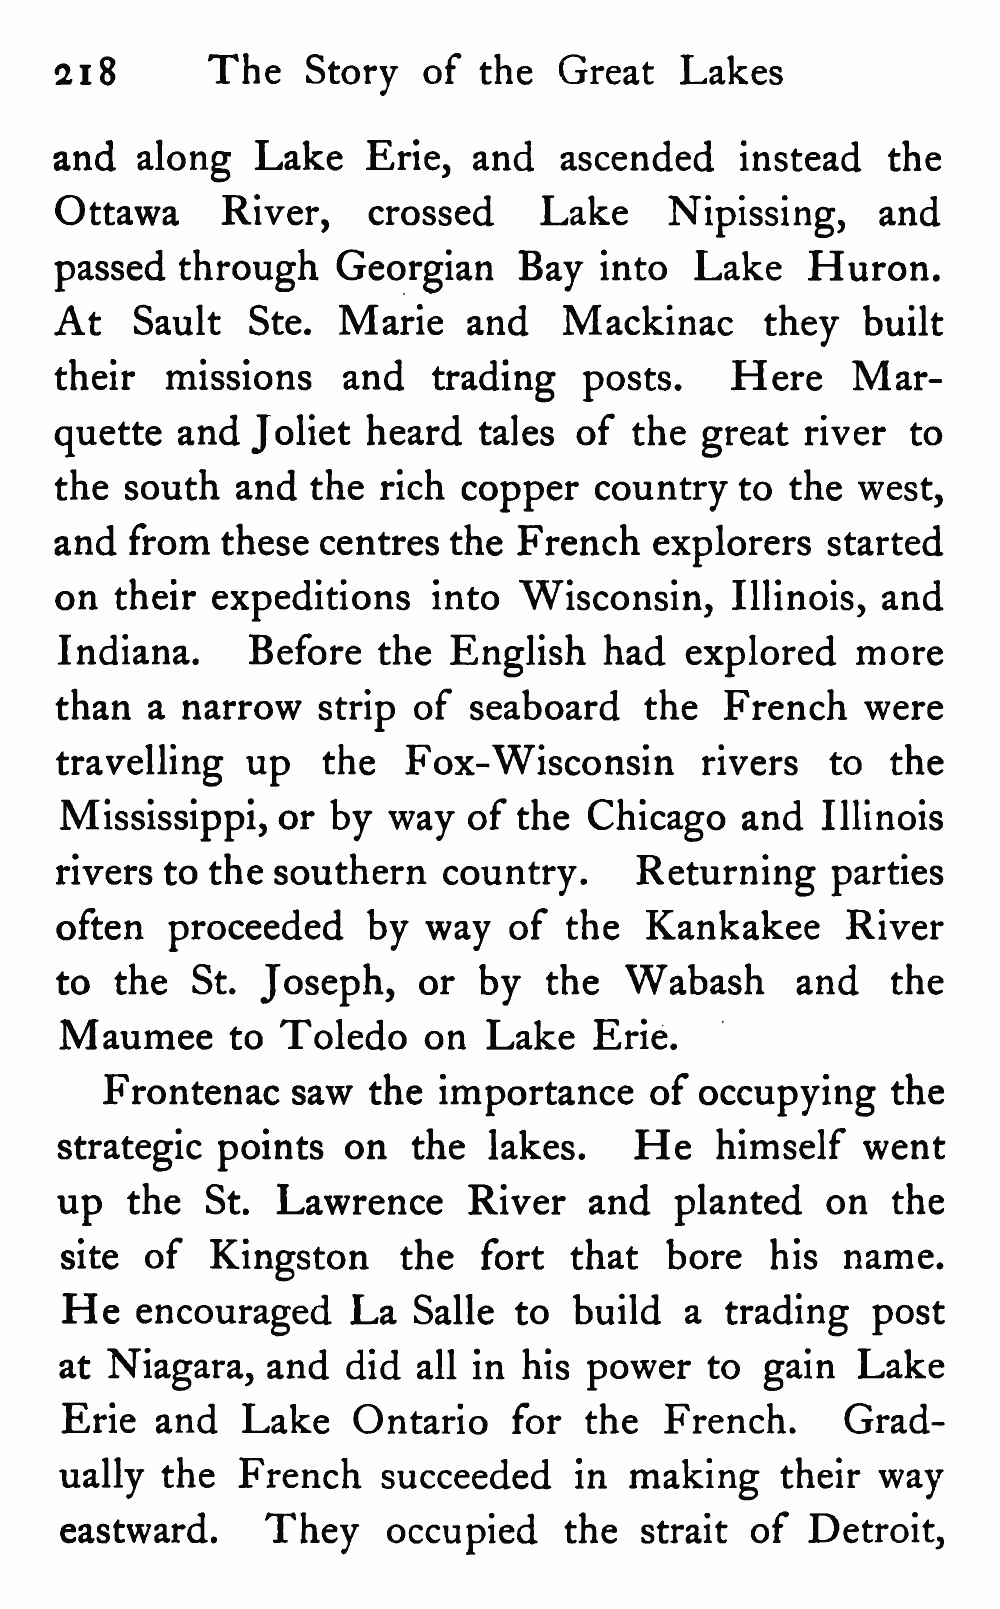 218 The Story of the Great Lakes
and along Lake Erie, and ascended instead the
Ottawa River, crossed Lake Nipissing, and
passed through Georgian Bay into Lake Huron.
At Sault Ste. Marie and Mackinac they built
their missions and trading posts. Here Mar-
quette and Joliet heard tales of the great river to
the south and the rich copper country to the west,
and from these centres the French explorers started
on their expeditions into Wisconsin, Illinois, and
Indiana. Before the English had explored more
than a narrow strip of seaboard the French were
travelling up the Fox-Wisconsin rivers to the
Mississippi, or by way of the Chicago and Illinois
rivers to the southern country. Returning parties
often proceeded by way of the Kankakee River
to the St. Joseph, or by the Wabash and the
Maumee to Toledo on Lake Erie.
Frontenac saw the importance of occupying the
strategic points on the lakes. He himself went
up the St. Lawrence River and planted on the
site of Kingston the fort that bore his name.
He encouraged La Salle to build a trading post
at Niagara, and did all in his power to gain Lake
Erie and Lake Ontario for the French. Grad-
ually the French succeeded in making their way
eastward. They occupied the strait of Detroit,